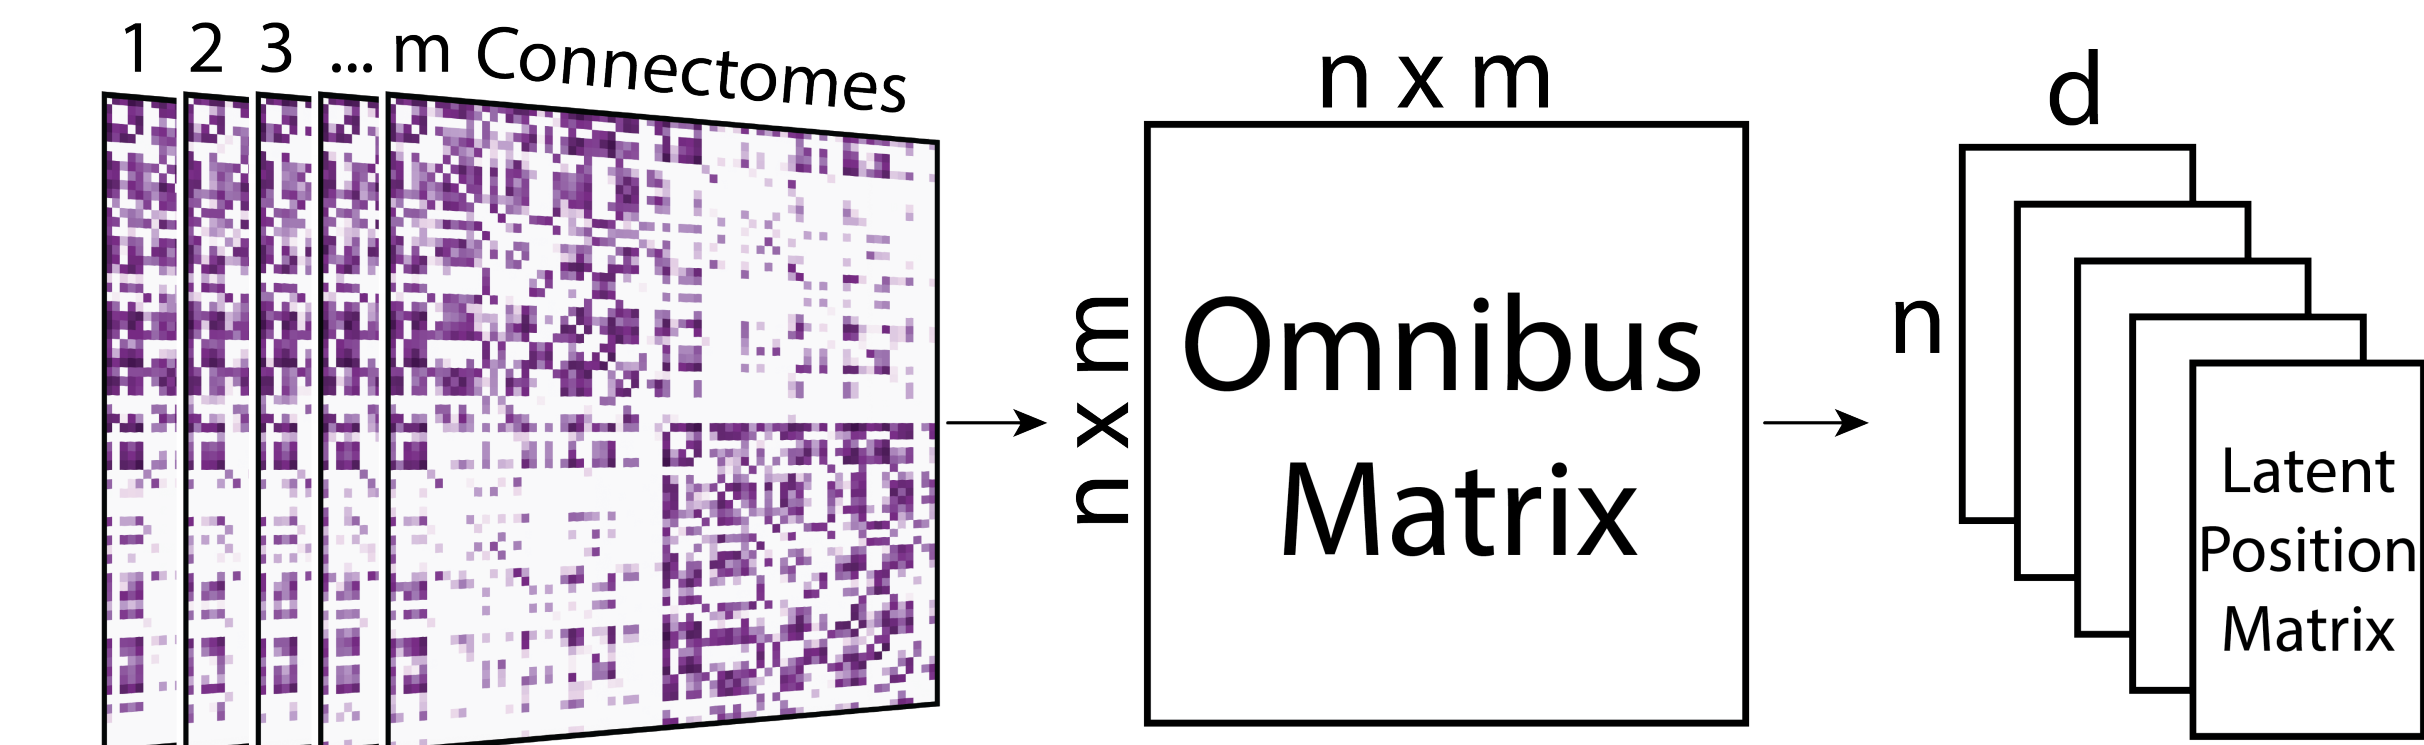 1 2 3 ... m Connectomes
n x m
n x m
Omnibus
Matrix
d
n
Latent
Position
Matrix